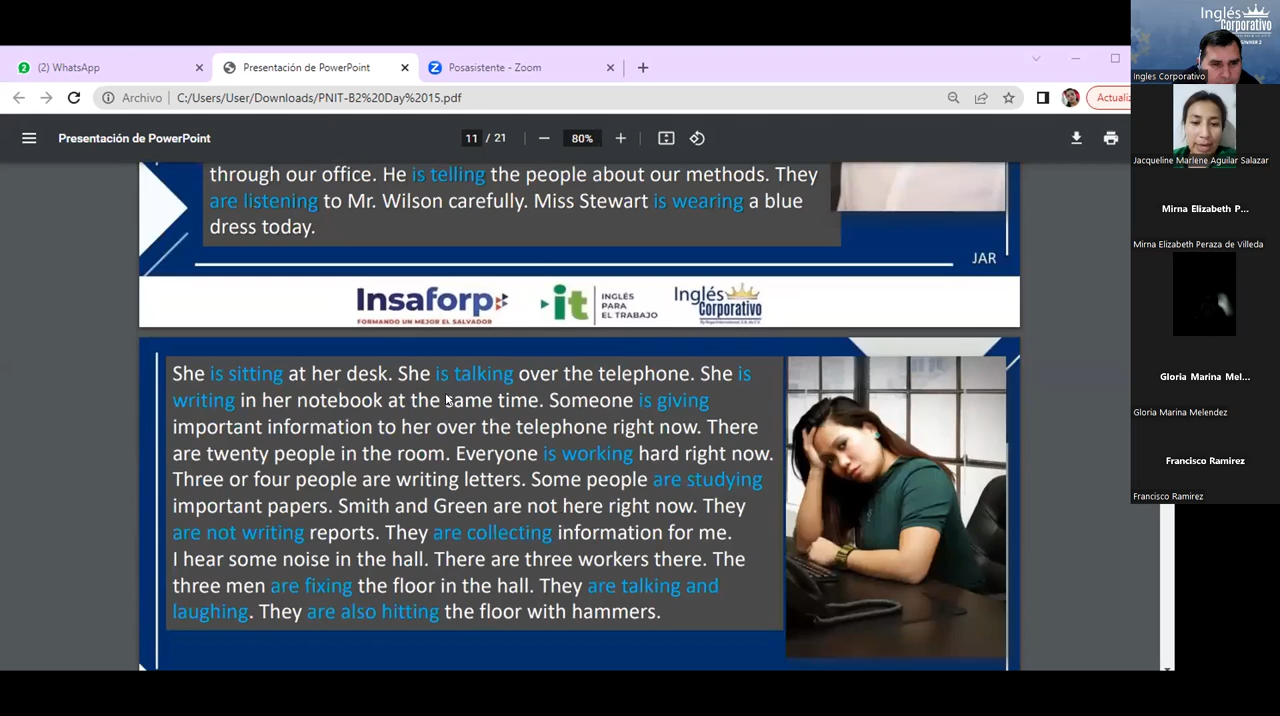 (2) WhatsApp
Presentación de PowerPoint
Posasistente - Zoom
Archivo
C:/Users/User/Downloads/PNIT-B2%20Day%2015.pdf
Actualiz
Presentación de PowerPoint
11 / 21
80%
through our office. He is telling the people about our methods. They
are listening to Mr. Wilson carefully. Miss Stewart is wearing a blue
dress today.
JAR
Insaforp
FORMANDO UN MEJOR EL SALVADOR
it
INGLÉS
PARA
EL TRABAJO
Inglés
Corporativo
She is sitting at her desk. She is talking over the telephone. She is
writing in her notebook at the same time. Someone is giving
important information to her over the telephone right now. There
are twenty people in the room. Everyone is working hard right now.
Three or four people are writing letters. Some people are studying
important papers. Smith and Green are not here right now. They
are not writing reports. They are collecting information for me.
I hear some noise in the hall. There are three workers there. The
three men are fixing the floor in the hall. They are talking and
laughing. They are also hitting the floor with hammers.
Inglés
Corporativo
Ingles Corporativo
Jacqueline Marlene Aguilar Salazar
Mirna Elizabeth P...
Mirna Elizabeth Peraza de Villeda
Gloria Marina Mel...
Gloria Marina Melendez
Francisco Ramirez
Francisco Ramirez